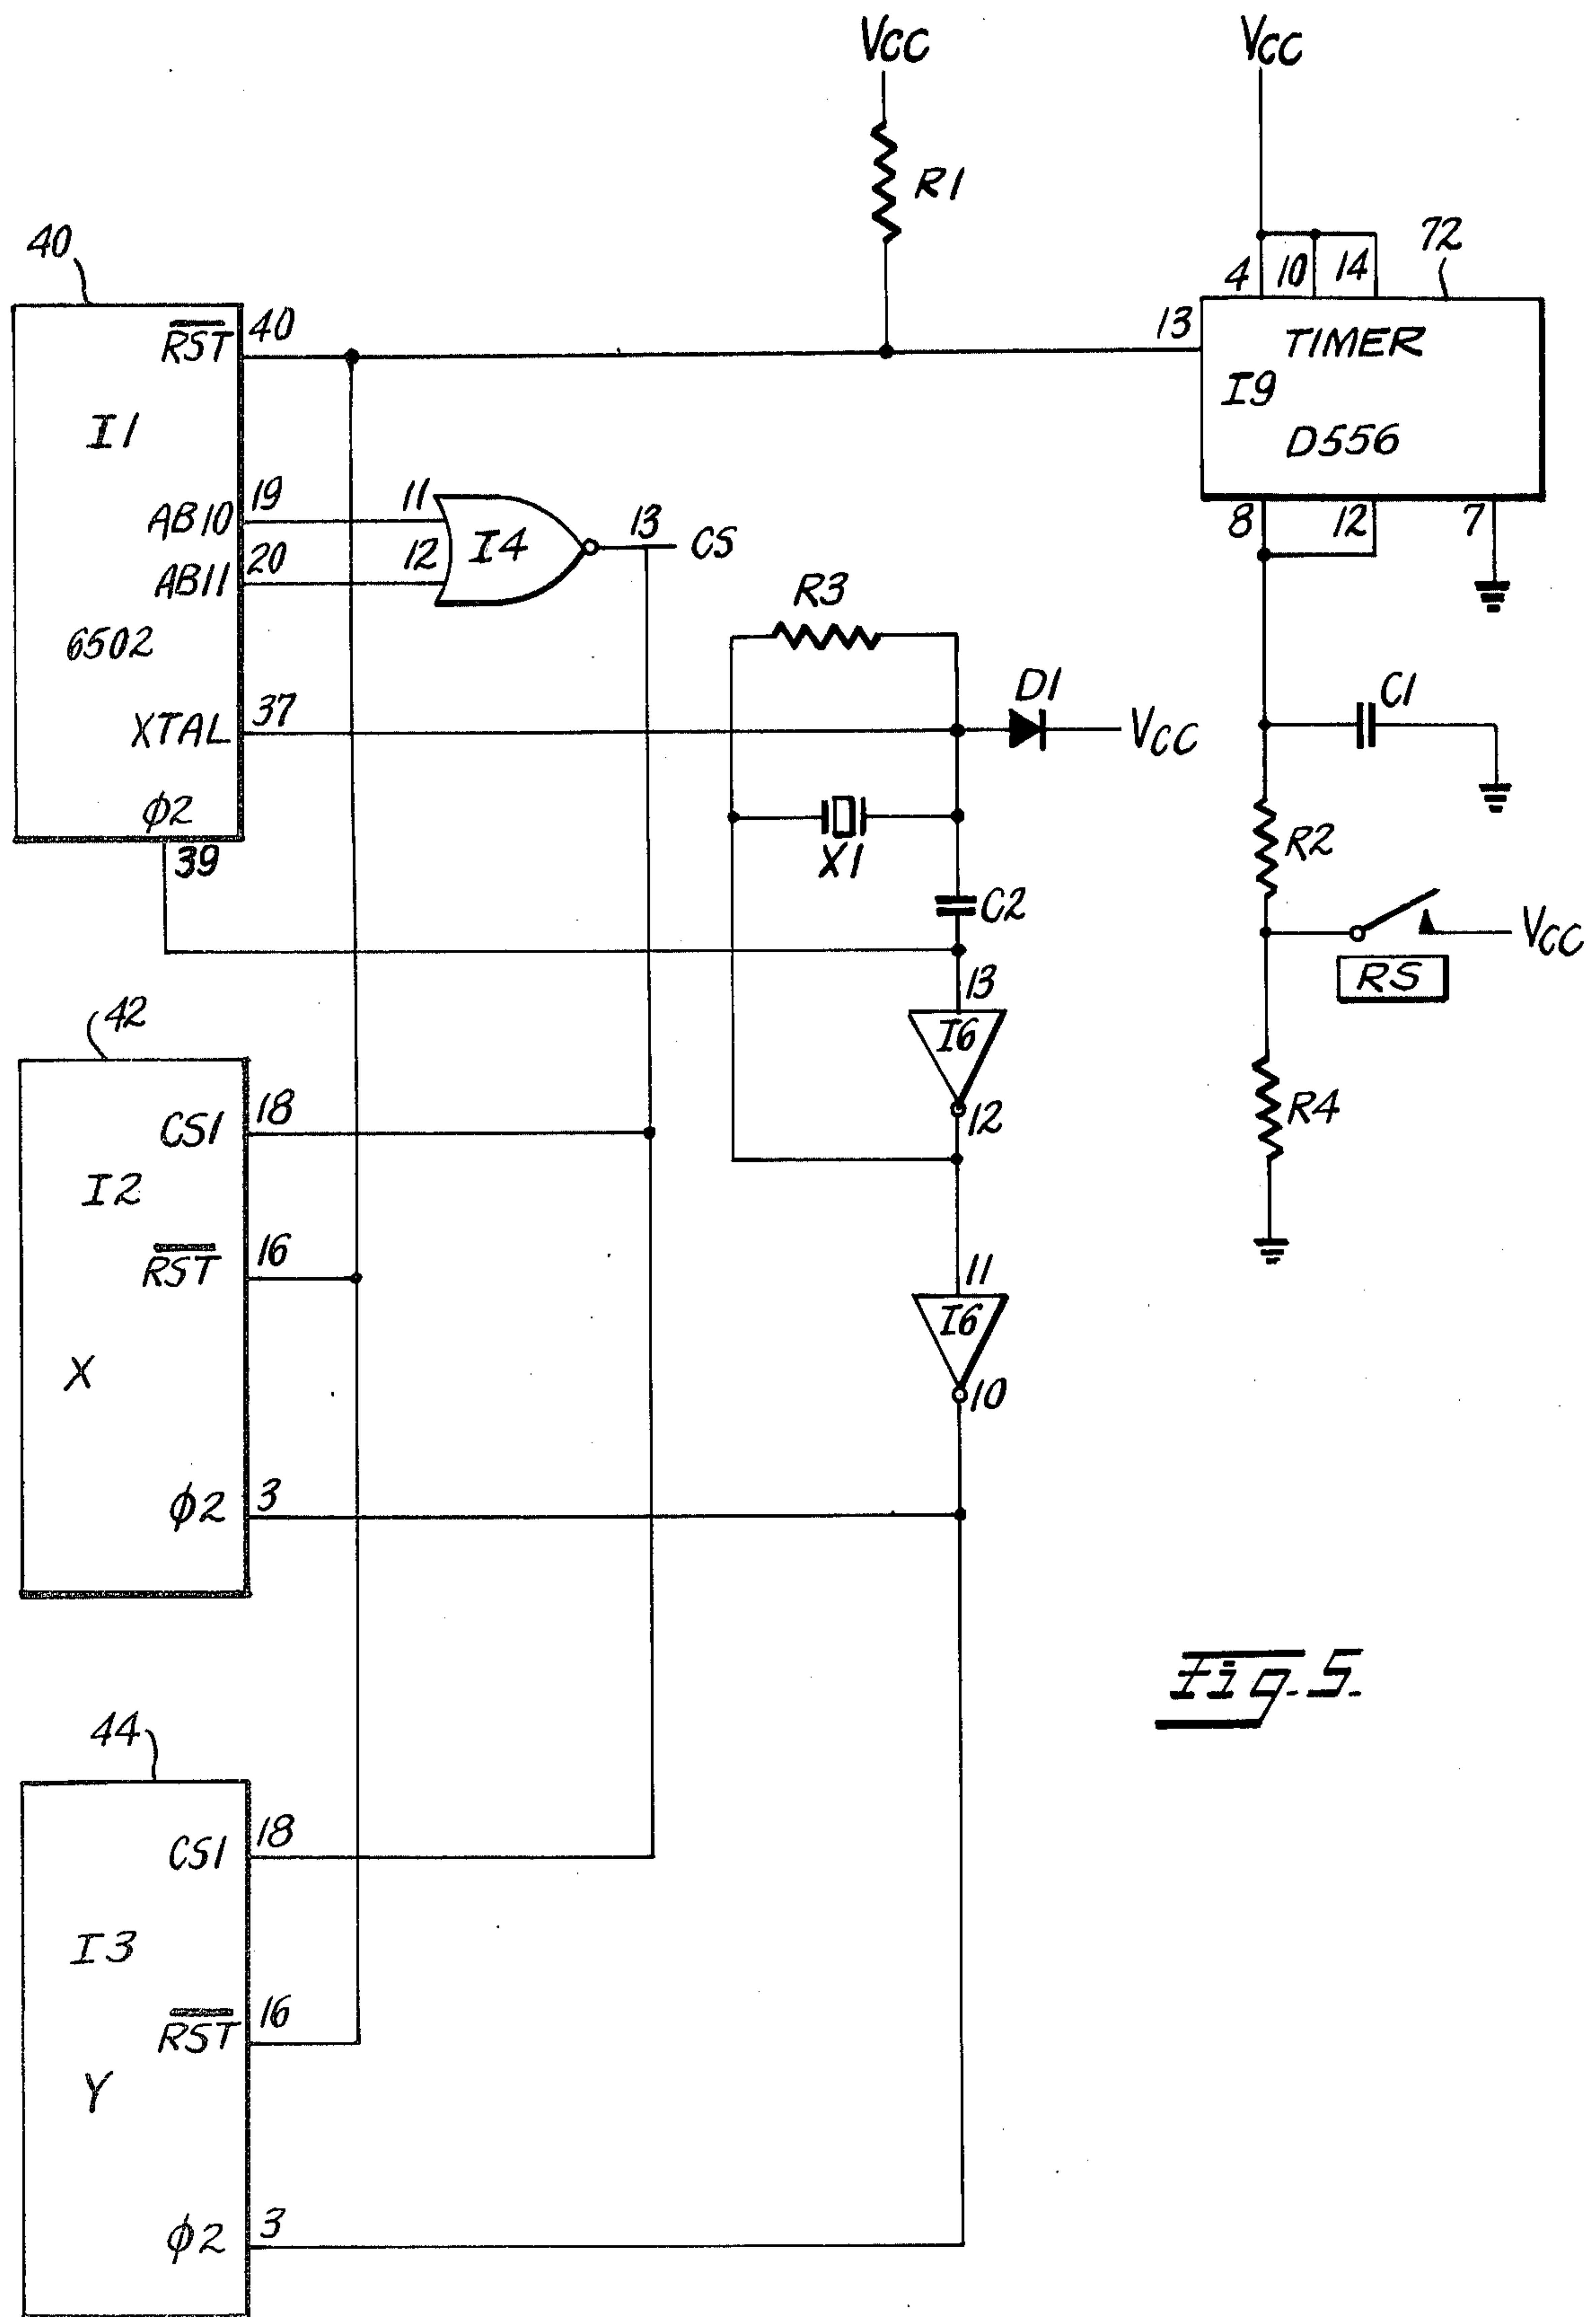 Vcc
Vcc
R1
40
72
4 10 14
RST 40
13
TIMER
I1
I9
D556
AB10 19
11
I4
13 CS
8 12 7
AB11 20
12
R3
6502
D1
C1
XTAL 37
Vcc
φ2
X1
R2
39
C2
Vcc
RS
42
13
I6
CS1 18
12
R4
I2
RST 16
11
I6
X
10
φ2 3
Fig. 5.
44
CS1 18
I3
RST 16
Y
φ2 3